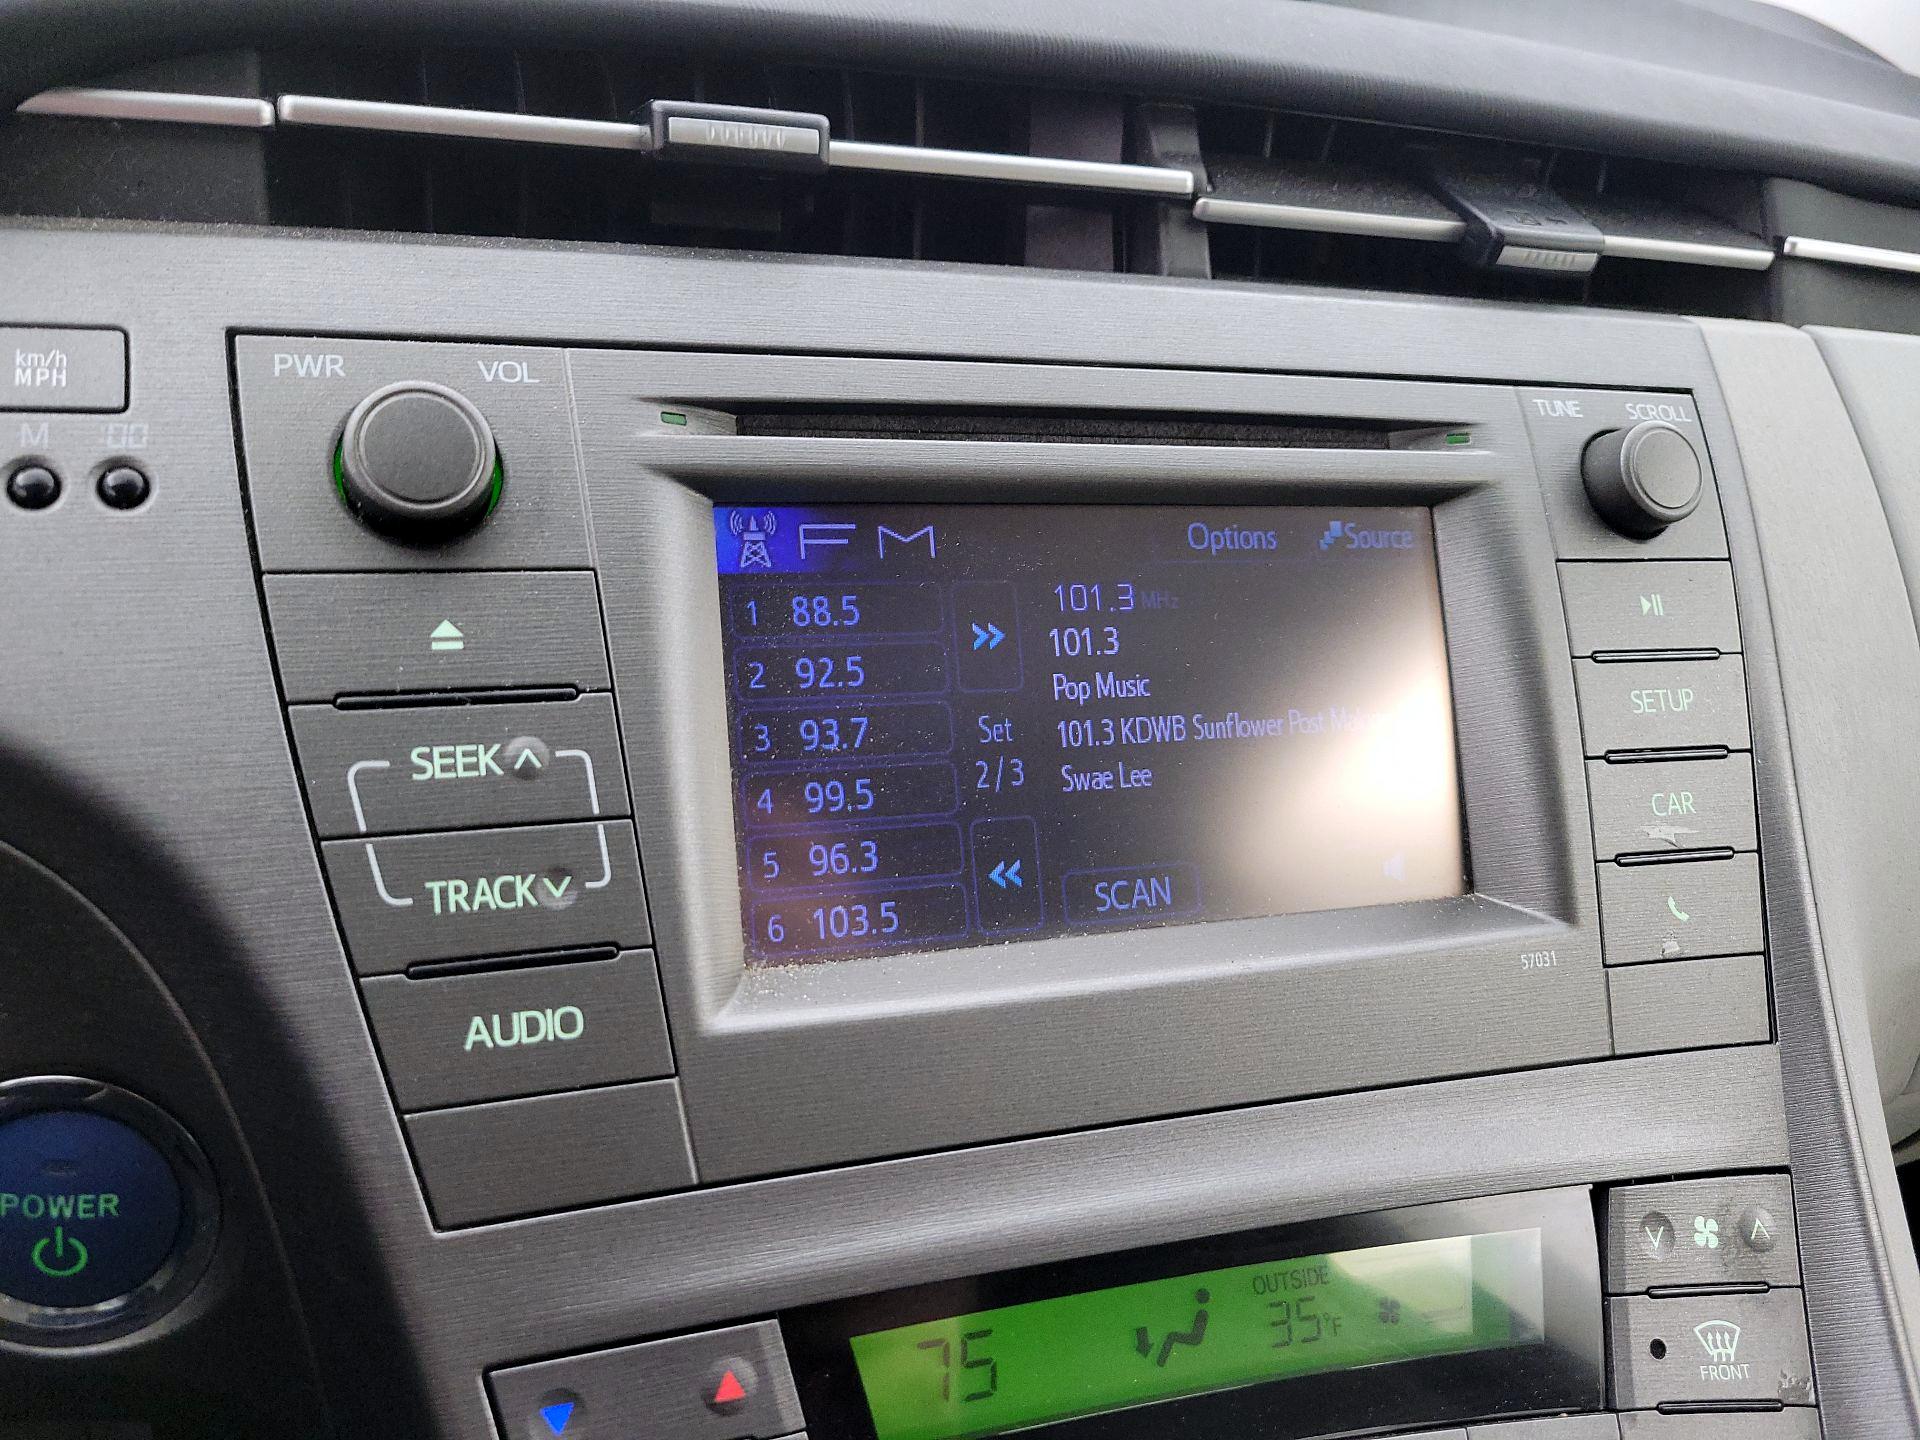 km/h
MPH
M '00
PWR VOL
TUNE SCROLL
FM Options Source
1 88.5
2 92.5
3 93.7
4 99.5
5 96.3
6 103.5
Set
2/3
101.3 MHz
101.3
Pop Music
101.3 KDWB Sunflower Post
Swae Lee
SCAN
SEEK
TRACK
AUDIO
SETUP
CAR
57031
POWER
75
OUTSIDE
35°F
FRONT